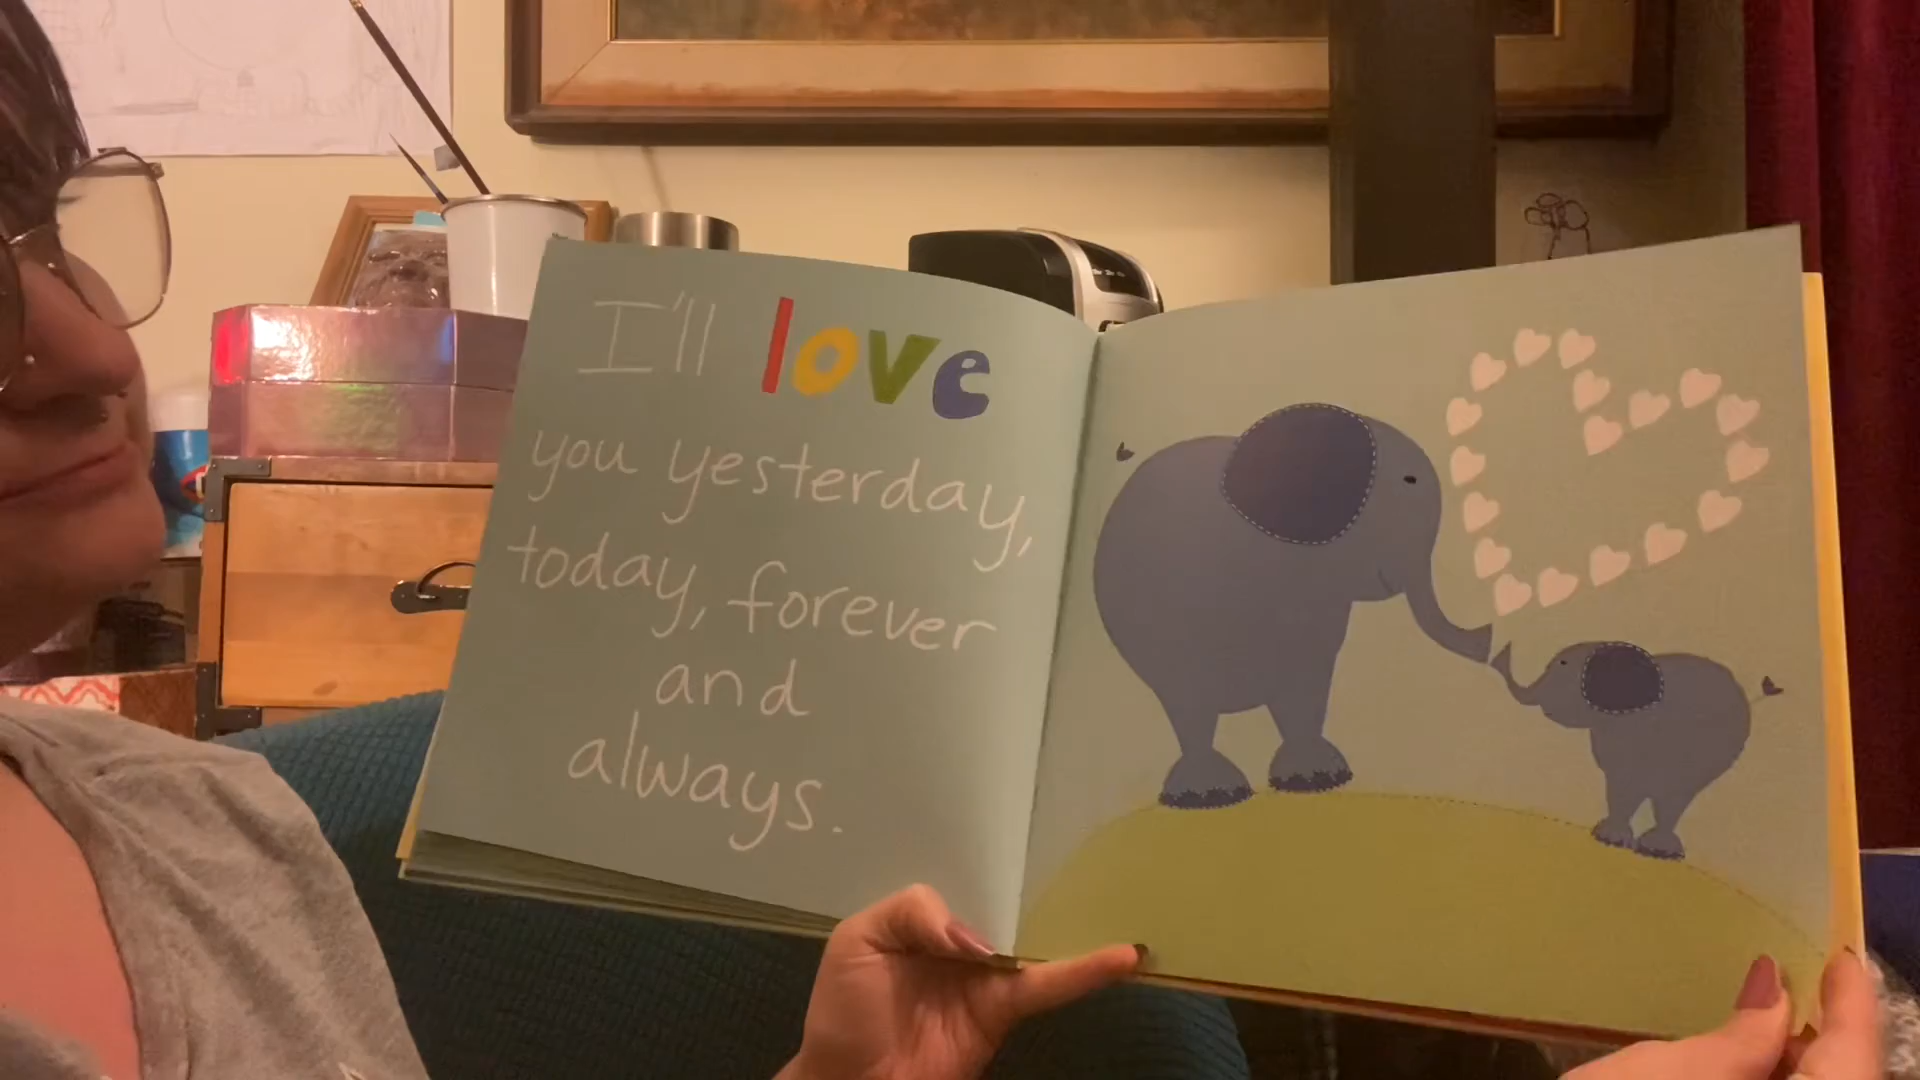 I'll love
you yesterday,
today, forever
and
always.